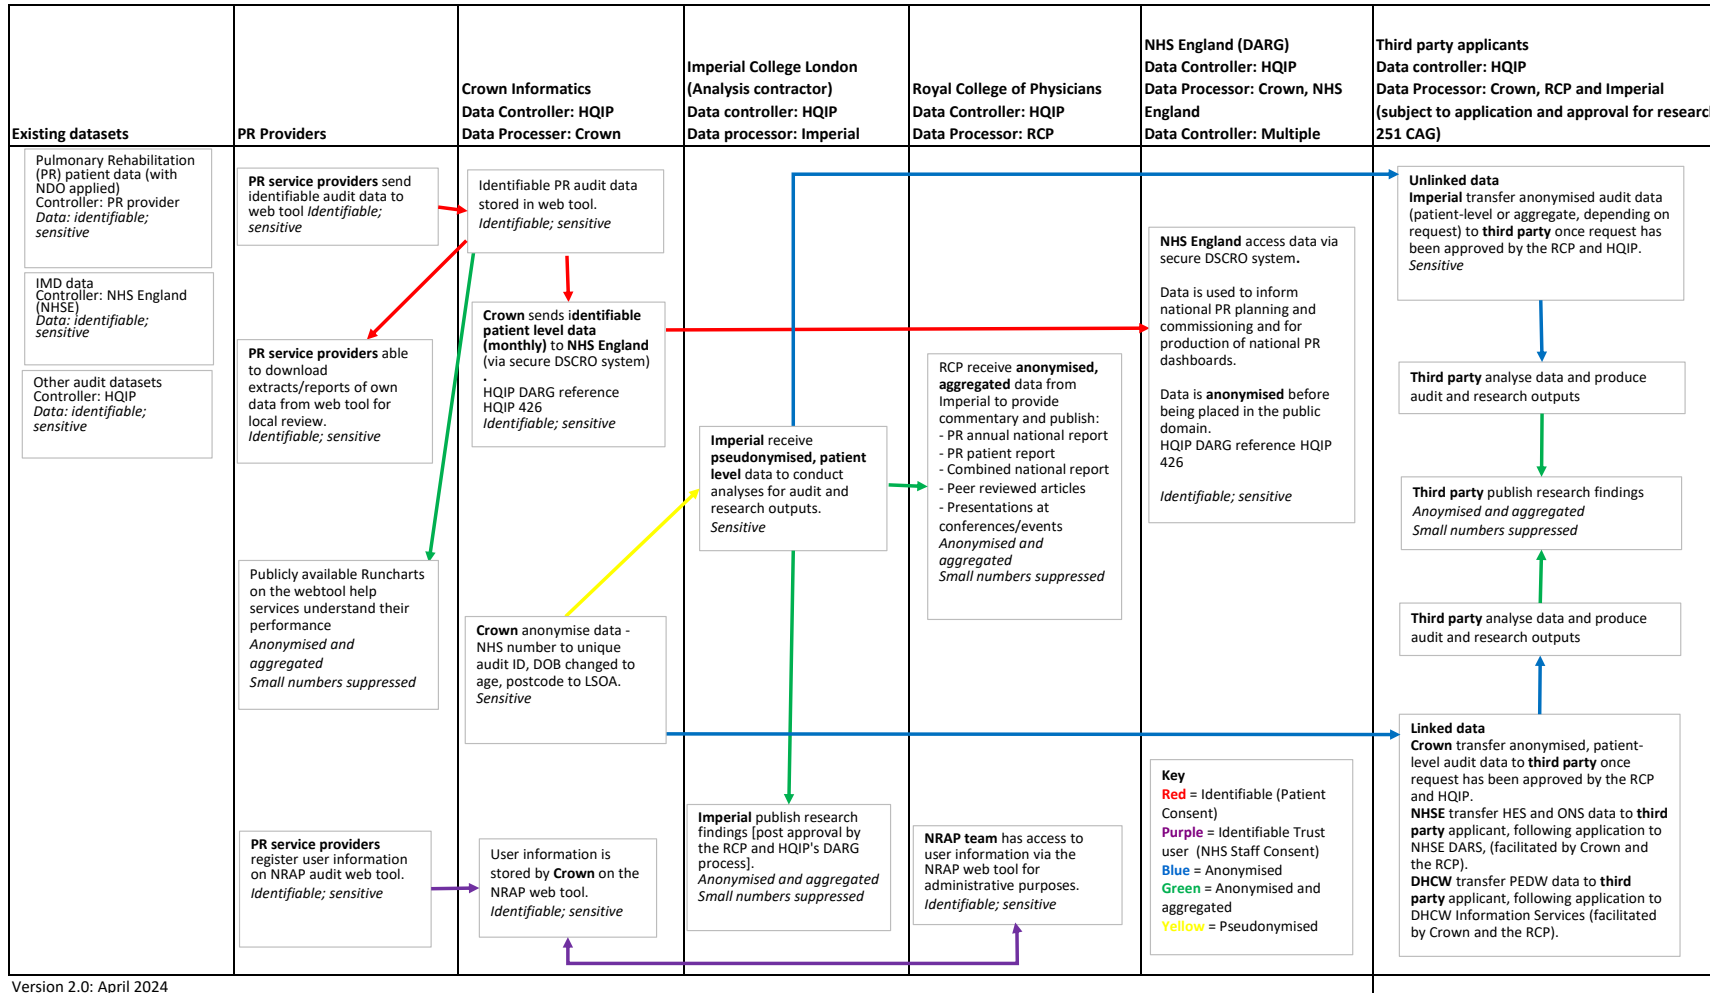 Existing datasets
PR Providers
Crown Informatics
Data Controller: HQIP
Data Processer: Crown
Imperial College London
(Analysis contractor)
Data controller: HQIP
Data processor: Imperial
Royal College of Physicians
Data Controller: HQIP
Data Processor: RCP
NHS England (DARG)
Data Controller: HQIP
Data Processor: Crown, NHS
England
Data Controller: Multiple
Third party applicants
Data controller: HQIP
Data Processor: Crown, RCP and Imperial
(subject to application and approval for research
251 CAG)
Pulmonary Rehabilitation
(PR) patient data (with
NDO applied)
Controller: PR provider
Data: identifiable;
sensitive
IMD data
Controller: NHS England
(NHSE)
Data: identifiable;
sensitive
Other audit datasets
Controller: HQIP
Data: identifiable;
sensitive
PR service providers send
identifiable audit data to
web tool Identifiable;
sensitive
PR service providers able
to download
extracts/reports of own
data from web tool for
local review.
Identifiable; sensitive
Publicly available Runcharts
on the webtool help
services understand their
performance
Anonymised and
aggregated
Small numbers suppressed
PR service providers
register user information
on NRAP audit web tool.
Identifiable; sensitive
Identifiable PR audit data
stored in web tool.
Identifiable; sensitive
Crown sends identifiable
patient level data
(monthly) to NHS England
(via secure DSCRO system)
.
HQIP DARG reference
HQIP 426
Identifiable; sensitive
Crown anonymise data -
NHS number to unique
audit ID, DOB changed to
age, postcode to LSOA.
Sensitive
User information is
stored by Crown on the
NRAP web tool.
Identifiable; sensitive
Imperial receive
pseudonymised, patient
level data to conduct
analyses for audit and
research outputs.
Sensitive
Imperial publish research
findings [post approval by
the RCP and HQIP's DARG
process].
Anonymised and aggregated
Small numbers suppressed
RCP receive anonymised,
aggregated data from
Imperial to provide
commentary and publish:
- PR annual national report
- PR patient report
- Combined national report
- Peer reviewed articles
- Presentations at
conferences/events
Anonymised and
aggregated
Small numbers suppressed
NRAP team has access to
user information via the
NRAP web tool for
administrative purposes.
Identifiable; sensitive
NHS England access data via
secure DSCRO system.
Data is used to inform
national PR planning and
commissioning and for
production of national PR
dashboards.
Data is anonymised before
being placed in the public
domain.
HQIP DARG reference HQIP
426
Identifiable; sensitive
Key
Red = Identifiable (Patient
Consent)
Purple = Identifiable Trust
user (NHS Staff Consent)
Blue = Anonymised
Green = Anonymised and
aggregated
Yellow = Pseudonymised
Unlinked data
Imperial transfer anonymised audit data
(patient-level or aggregate, depending on
request) to third party once request has
been approved by the RCP and HQIP.
Sensitive
Third party analyse data and produce
audit and research outputs
Third party publish research findings
Anoymised and aggregated
Small numbers suppressed
Third party analyse data and produce
audit and research outputs
Linked data
Crown transfer anonymised, patient-
level audit data to third party once
request has been approved by the RCP
and HQIP.
NHSE transfer HES and ONS data to third
party applicant, following application to
NHSE DARS, (facilitated by Crown and
the RCP).
DHCW transfer PEDW data to third
party applicant, following application to
DHCW Information Services (facilitated
by Crown and the RCP).
Version 2.0: April 2024